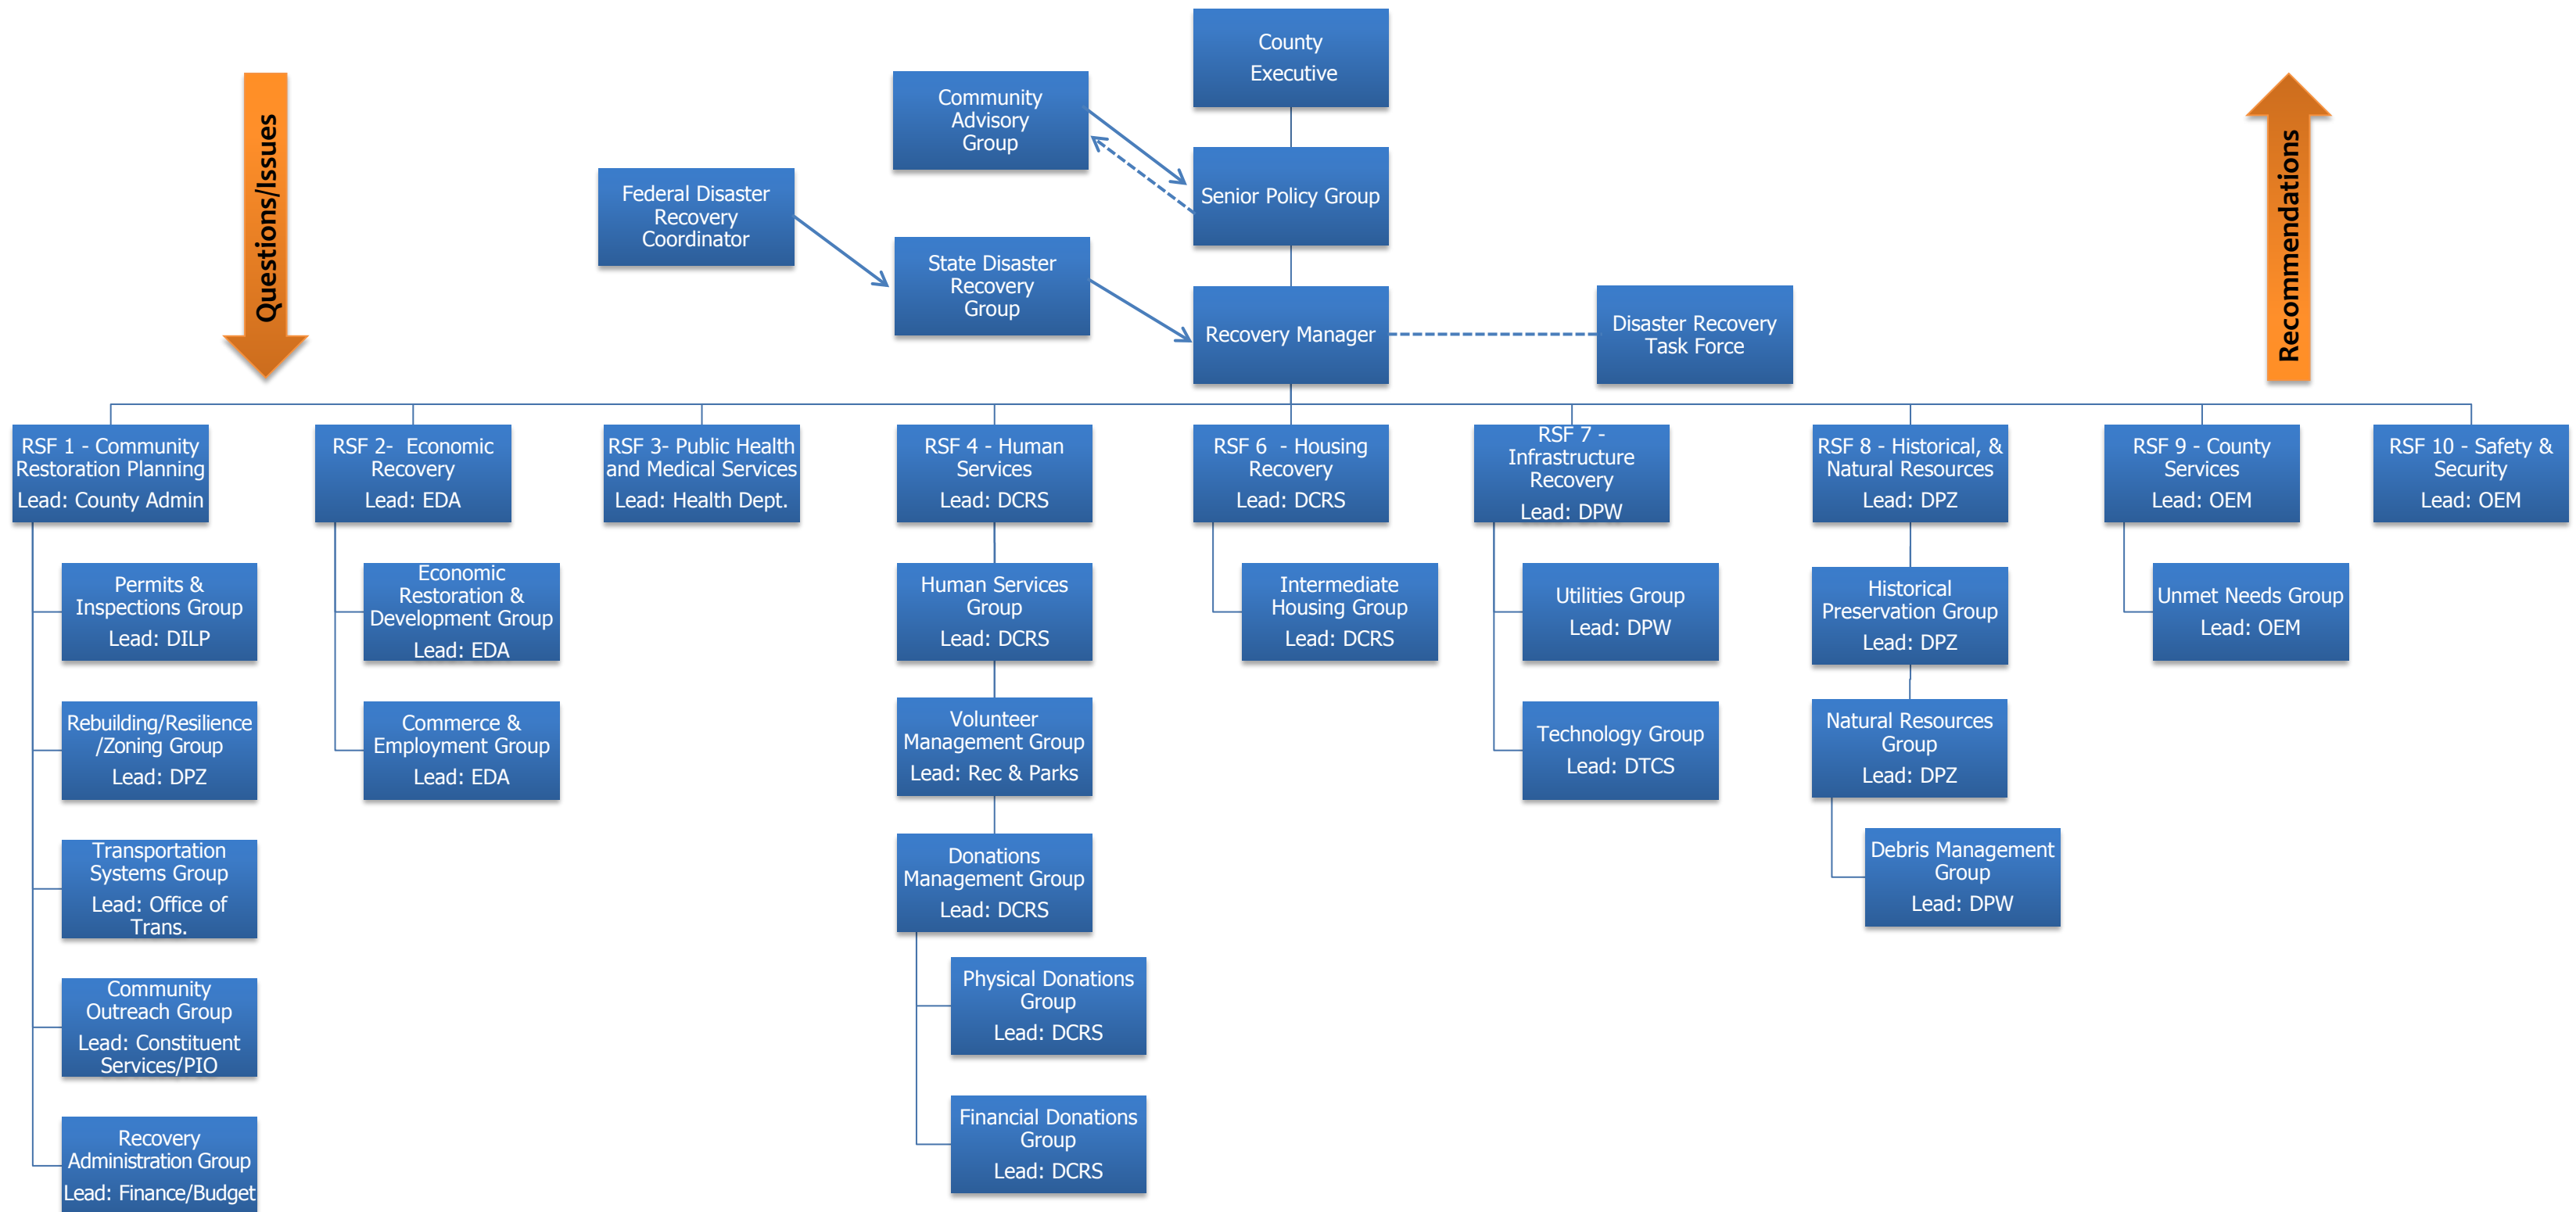 County
Executive
Community
Advisory
Group
Senior Policy Group
Federal Disaster
Recovery
Coordinator
State Disaster
Recovery
Group
Recovery Manager
Disaster Recovery
Task Force
Questions/Issues
Recommendations
RSF 1 - Community
Restoration Planning
Lead: County Admin
Permits &
Inspections Group
Lead: DILP
Rebuilding/Resilience
/Zoning Group
Lead: DPZ
Transportation
Systems Group
Lead: Office of
Trans.
Community
Outreach Group
Lead: Constituent
Services/PIO
Recovery
Administration Group
Lead: Finance/Budget
RSF 2-  Economic
Recovery
Lead: EDA
Economic
Restoration &
Development Group
Lead: EDA
Commerce &
Employment Group
Lead: EDA
RSF 3- Public Health
and Medical Services
Lead: Health Dept.
RSF 4 - Human
Services
Lead: DCRS
Human Services
Group
Lead: DCRS
Volunteer
Management Group
Lead: Rec & Parks
Donations
Management Group
Lead: DCRS
Physical Donations
Group
Lead: DCRS
Financial Donations
Group
Lead: DCRS
RSF 6  - Housing
Recovery
Lead: DCRS
Intermediate
Housing Group
Lead: DCRS
RSF 7 -
Infrastructure
Recovery
Lead: DPW
Utilities Group
Lead: DPW
Technology Group
Lead: DTCS
RSF 8 - Historical, &
Natural Resources
Lead: DPZ
Historical
Preservation Group
Lead: DPZ
Natural Resources
Group
Lead: DPZ
Debris Management
Group
Lead: DPW
RSF 9 - County
Services
Lead: OEM
Unmet Needs Group
Lead: OEM
RSF 10 - Safety &
Security
Lead: OEM